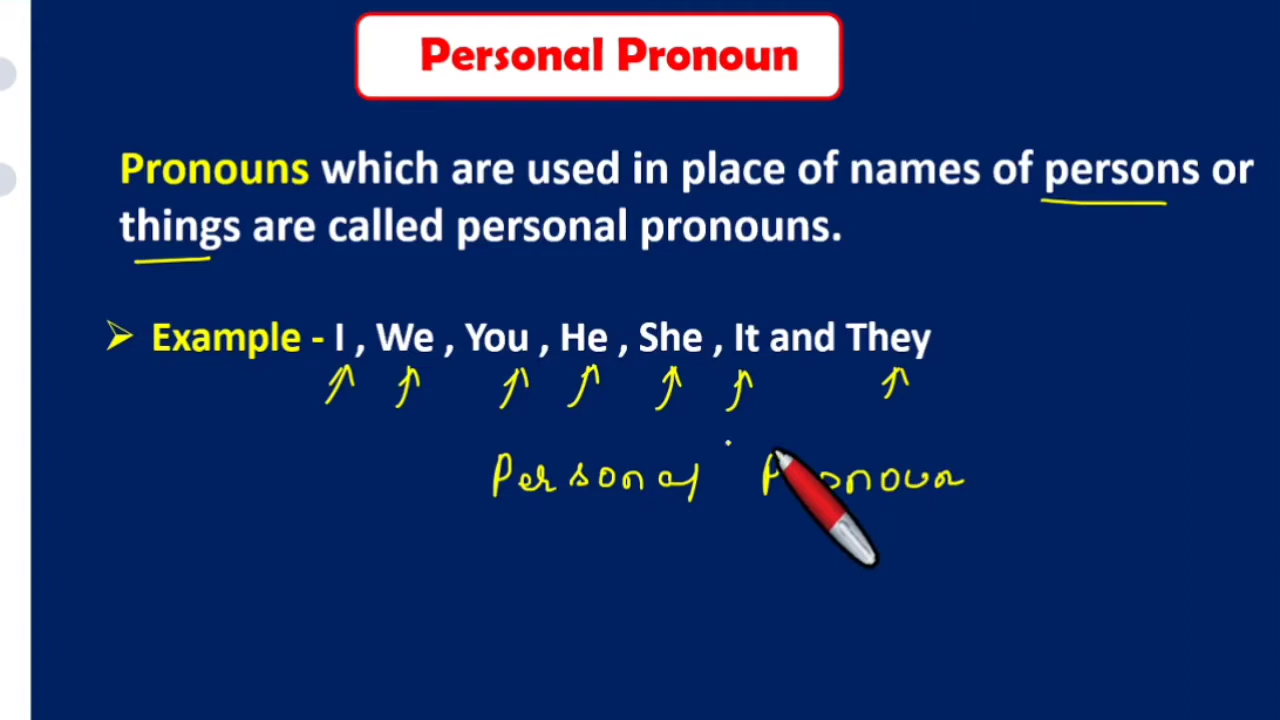 Personal Pronoun
Pronouns which are used in place of names of persons or
things are called personal pronouns.
Example - I , We , You , He , She , It and They
Personal Pronoun